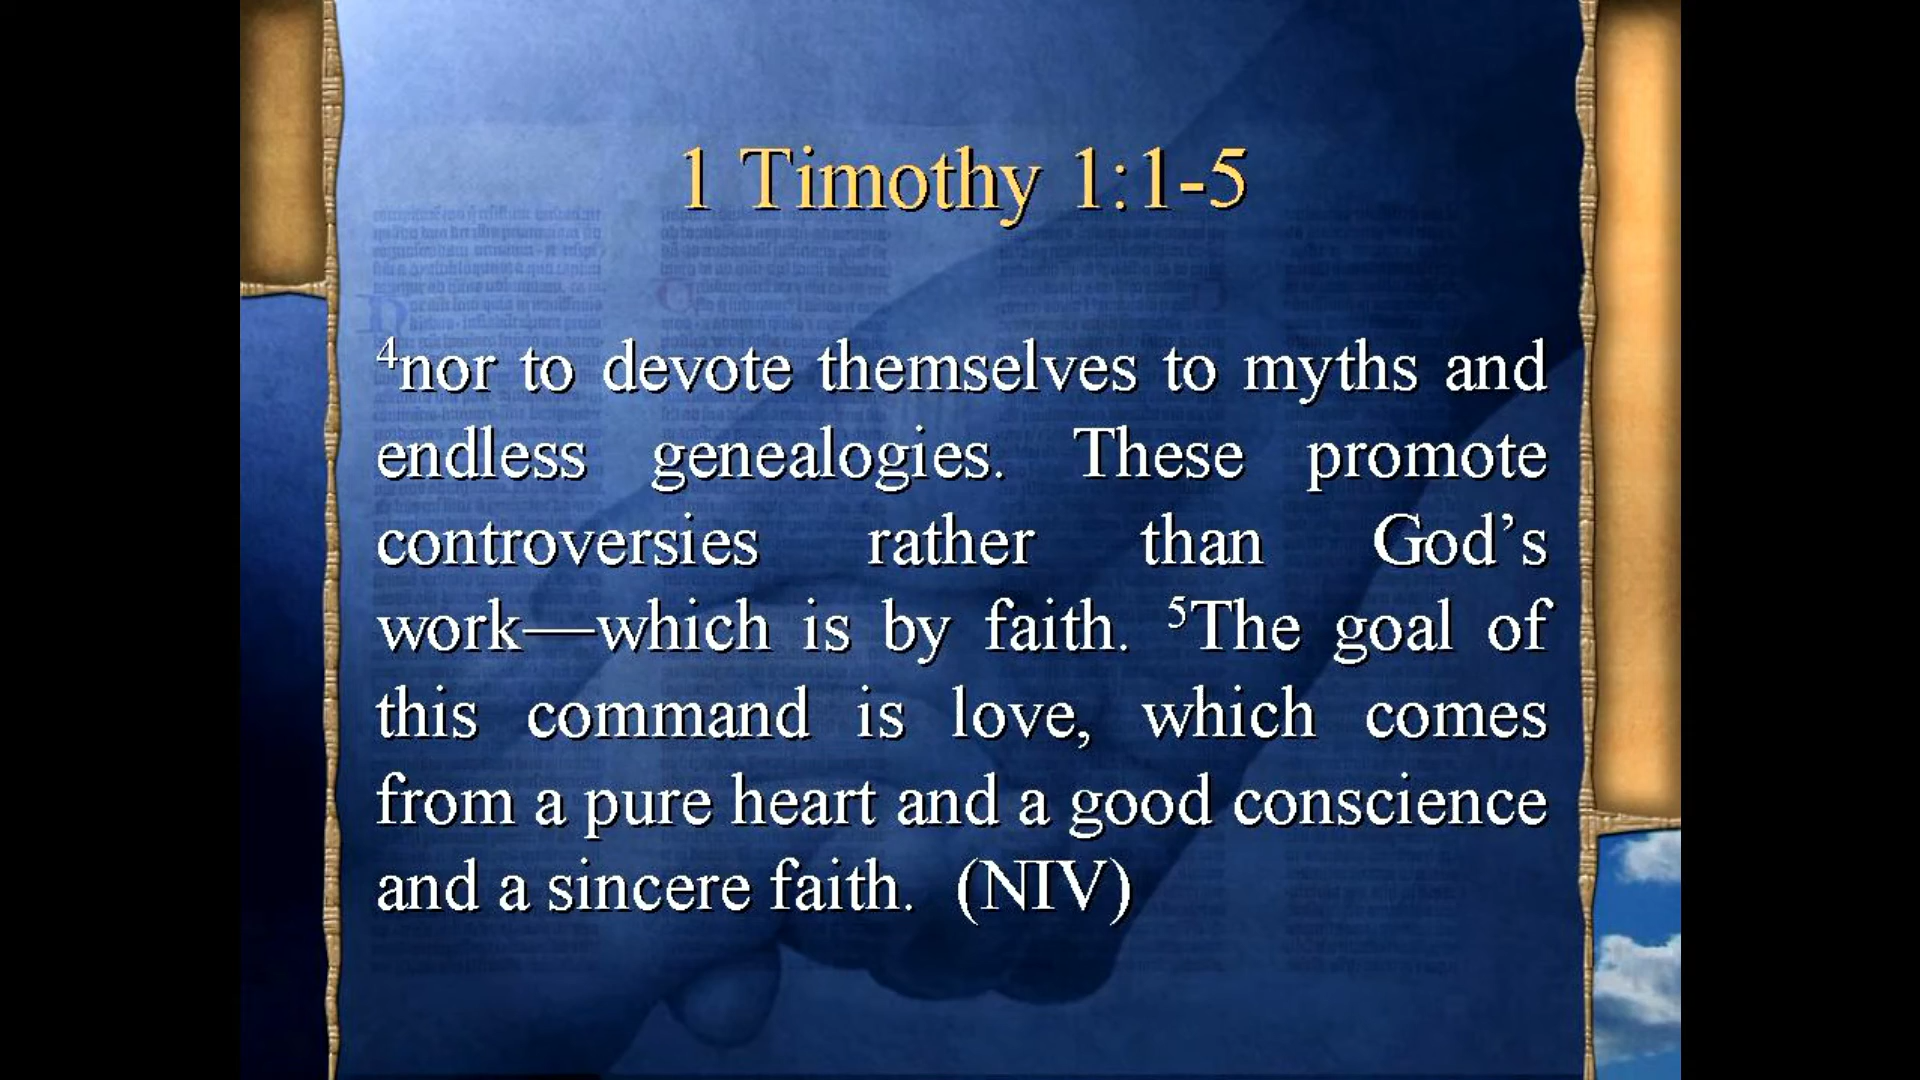 1 Timothy 1:1-5
⁴nor to devote themselves to myths and
endless genealogies. These promote
controversies rather than God’s
work—which is by faith. ⁵The goal of
this command is love, which comes
from a pure heart and a good conscience
and a sincere faith.  (NIV)